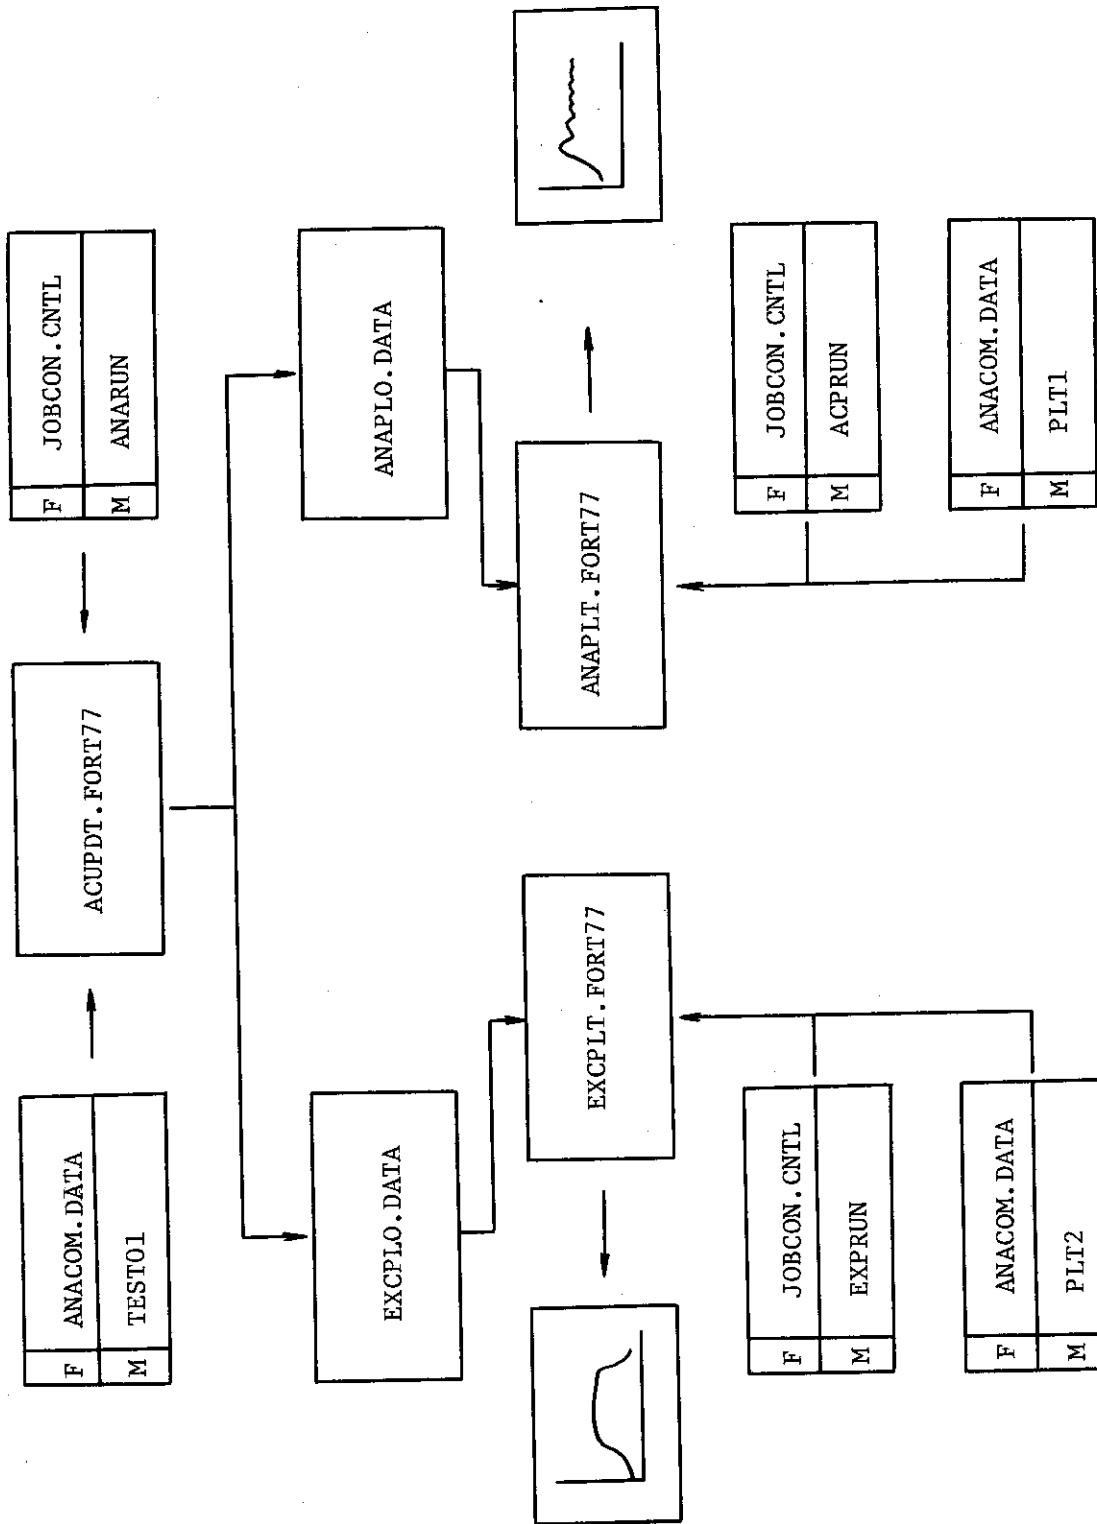 F ANACOM.DATA
M TEST01
ACUPDT.FORT77
F JOBCON.CNTL
M ANARUN
EXCPLO.DATA
ANAPLO.DATA
EXCPLT.FORT77
ANAPLT.FORT77
F JOBCON.CNTL
M EXPRUN
F JOBCON.CNTL
M ACPRUN
F ANACOM.DATA
M PLT2
F ANACOM.DATA
M PLT1